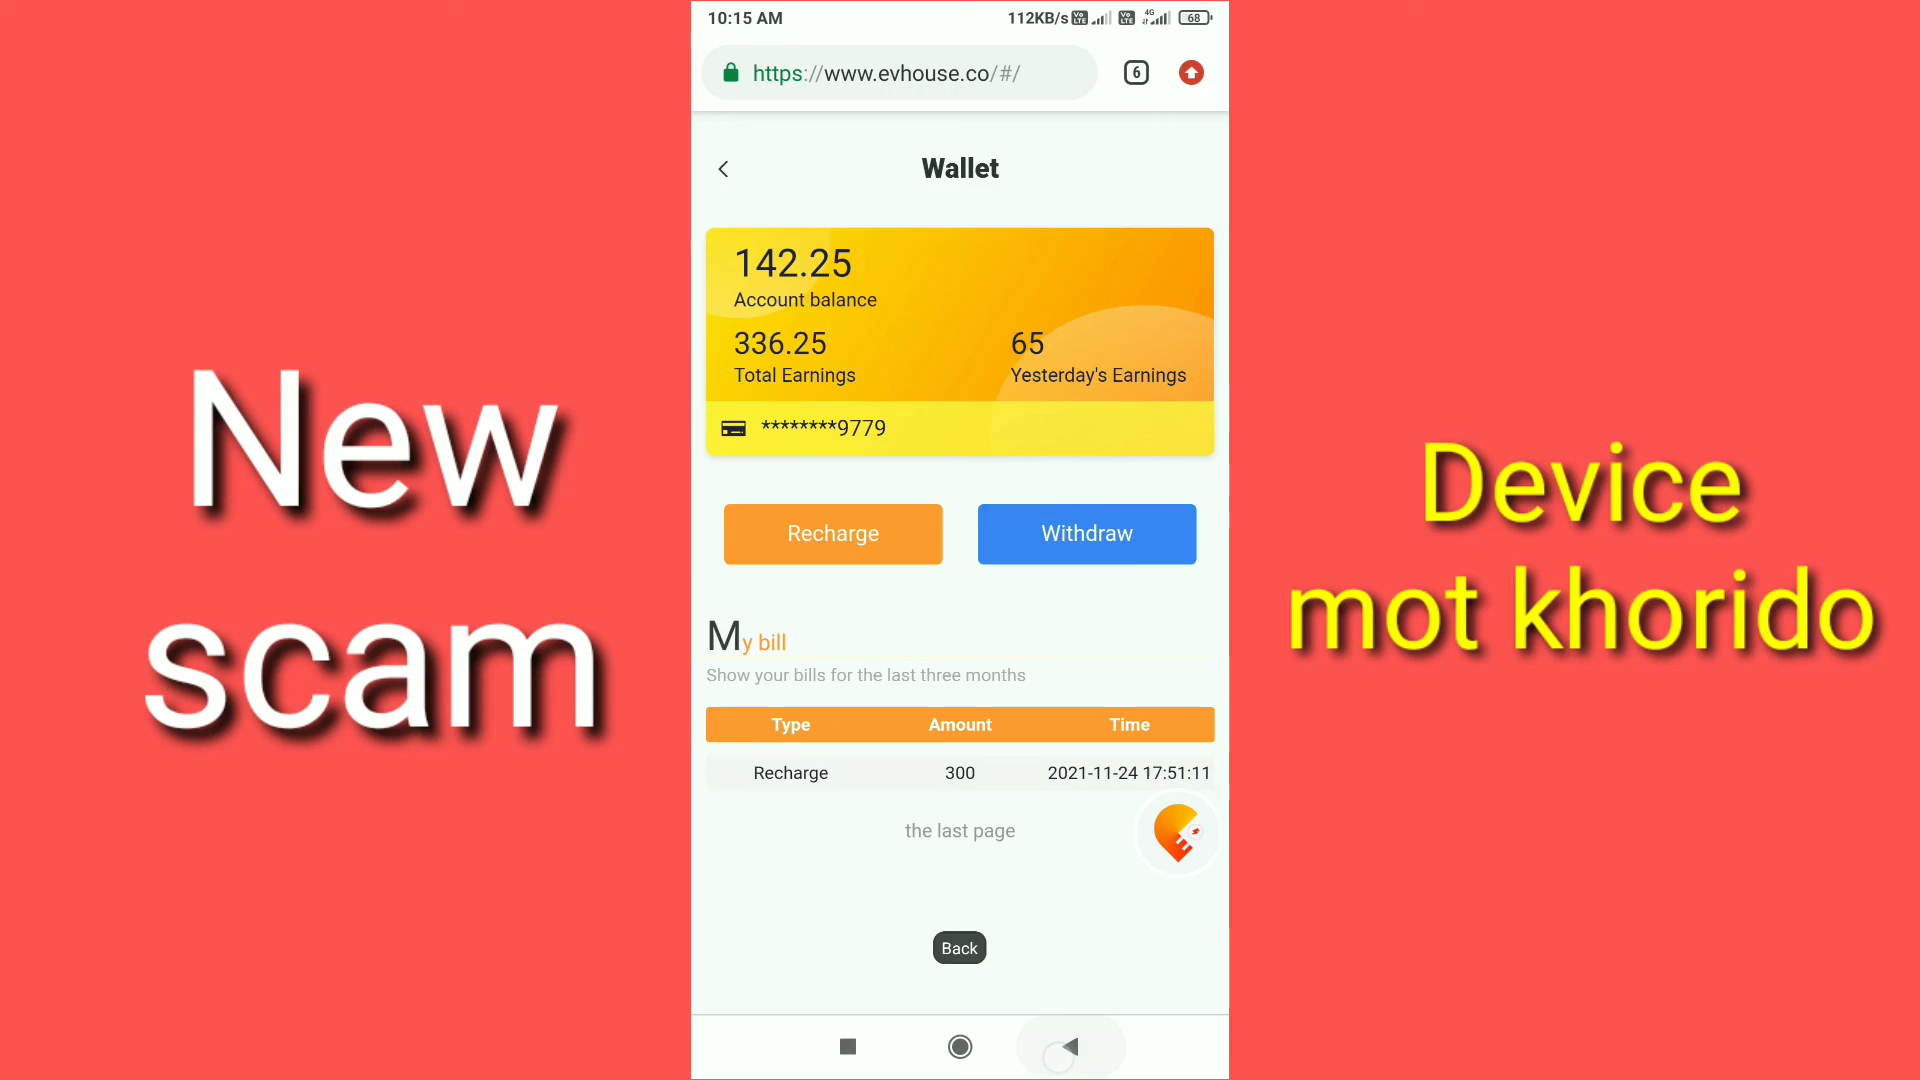 10:15 AM
112KB/s
4G
68
https://www.evhouse.co/#/
6
Wallet
142.25
Account balance
336.25
65
Total Earnings
Yesterday's Earnings
********9779
Recharge
Withdraw
My bill
Show your bills for the last three months
Type Amount Time
Recharge 300 2021-11-24 17:51:11
the last page
Back
New
scam
Device
mot khorido